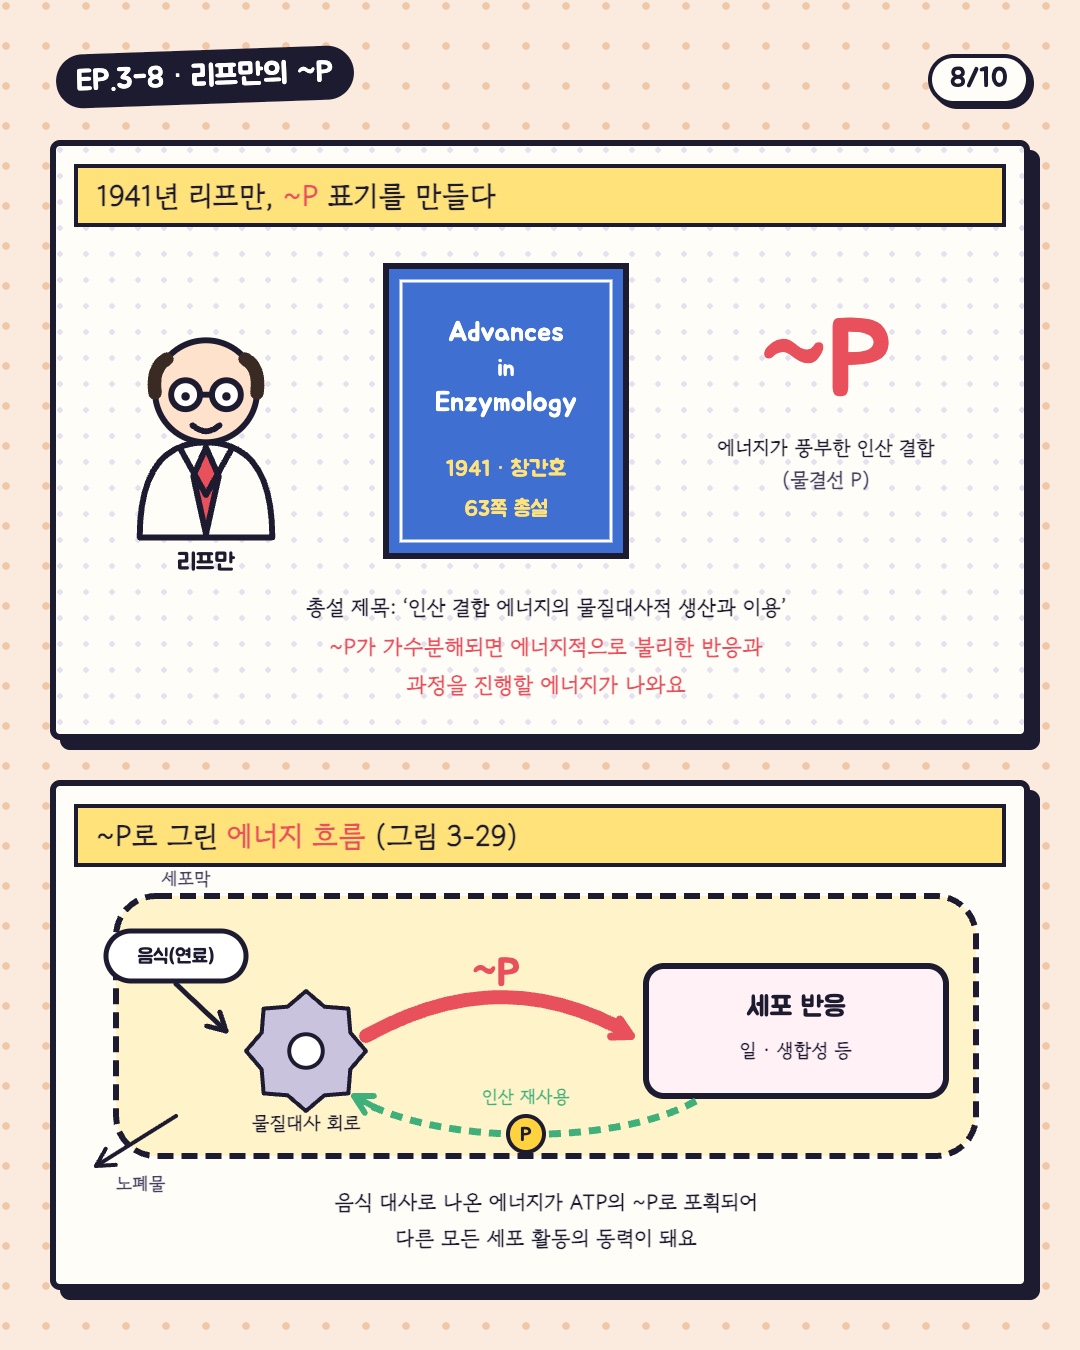 EP.3-8 · 리프만의 ~P
8/10
1941년 리프만, ~P 표기를 만들다
Advances
in
Enzymology
1941 · 창간호
63쪽 총설
~P
에너지가 풍부한 인산 결합
(물결선 P)
리프만
총설 제목: ‘인산 결합 에너지의 물질대사적 생산과 이용’
~P가 가수분해되면 에너지적으로 불리한 반응과
과정을 진행할 에너지가 나와요
~P로 그린 에너지 흐름 (그림 3-29)
세포막
음식(연료)
~P
세포 반응
일 · 생합성 등
인산 재사용
물질대사 회로
P
노폐물
음식 대사로 나온 에너지가 ATP의 ~P로 포획되어
다른 모든 세포 활동의 동력이 돼요